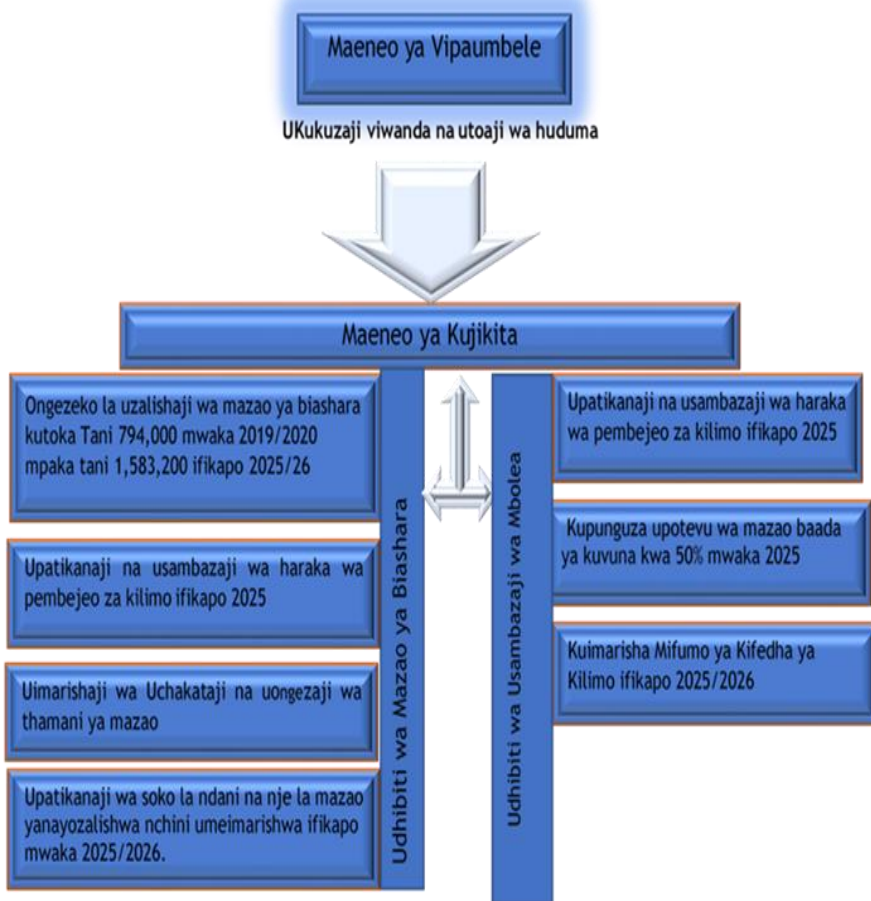 Maeneo ya Vipaumbele
UKukuzaji viwanda na utoaji wa huduma
Maeneo ya Kujikita
Ongezeko la uzalishaji wa mazao ya biashara
kutoka Tani 794,000 mwaka 2019/2020
mpaka tani 1,583,200 ifikapo 2025/26
Upatikanaji na usambazaji wa haraka wa
pembejeo za kilimo ifikapo 2025
Uimarishaji wa Uchakataji na uongezaji wa
thamani ya mazao
Upatikanaji wa soko la ndani na nje la mazao
yanayozalishwa nchini umeimarishwa ifikapo
mwaka 2025/2026.
Udhibiti wa Mazao ya Biashara
Udhibiti wa Usambazaji wa Mbolea
Upatikanaji na usambazaji wa haraka
wa pembejeo za kilimo ifikapo 2025
Kupunguza upotevu wa mazao baada
ya kuvuna kwa 50% mwaka 2025
Kuimarisha Mifumo ya Kifedha ya
Kilimo ifikapo 2025/2026